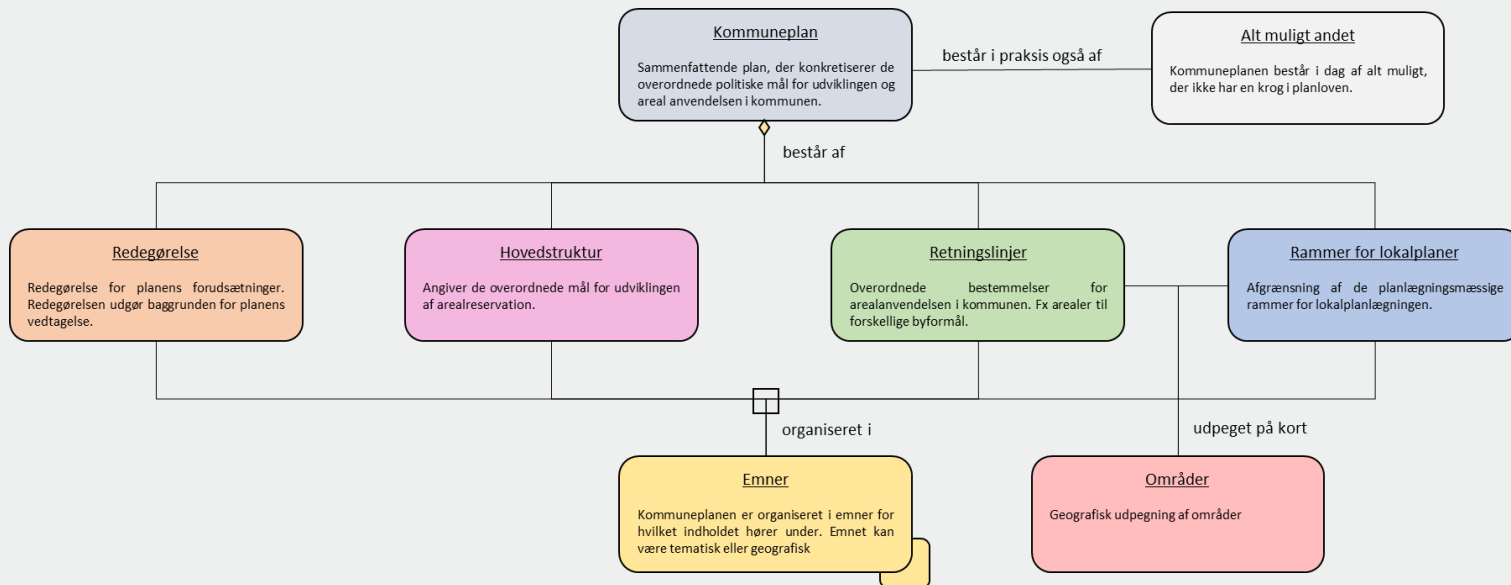 Kommuneplan
Sammenfattende plan, der konkretiserer de
overordnede politiske mål for udviklingen og
areal anvendelsen i kommunen.
består i praksis også af
Alt muligt andet
Kommuneplanen består i dag af alt muligt,
der ikke har en krog i planloven.
består af
Redegørelse
Redegørelse for planens forudsætninger.
Redegørelsen udgør baggrunden for planens
vedtagelse.
Hovedstruktur
Angiver de overordnede mål for udviklingen
af arealreservation.
Retningslinjer
Overordnede bestemmelser for
arealanvendelsen i kommunen. Fx arealer til
forskellige byformål.
Rammer for lokalplaner
Afgrænsning af de planlægningsmæssige
rammer for lokalplanlægningen.
organiseret i
udpeget på kort
Emner
Kommuneplanen er organiseret i emner for
hvilket indholdet hører under. Emnet kan
være tematisk eller geografisk
Områder
Geografisk udpegning af områder